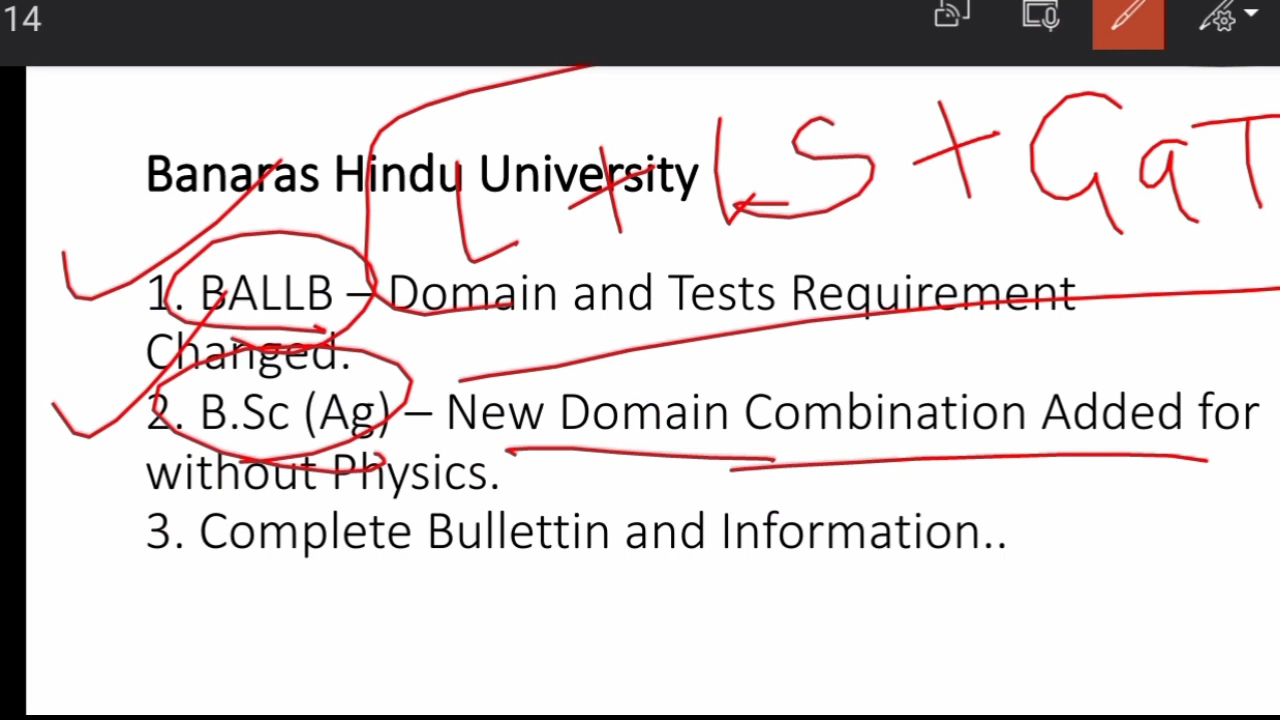 14
Banaras Hindu University
L + LS + GaT
1. BALLB – Domain and Tests Requirement
Changed.
2. B.Sc (Ag) – New Domain Combination Added for
without Physics.
3. Complete Bullettin and Information..